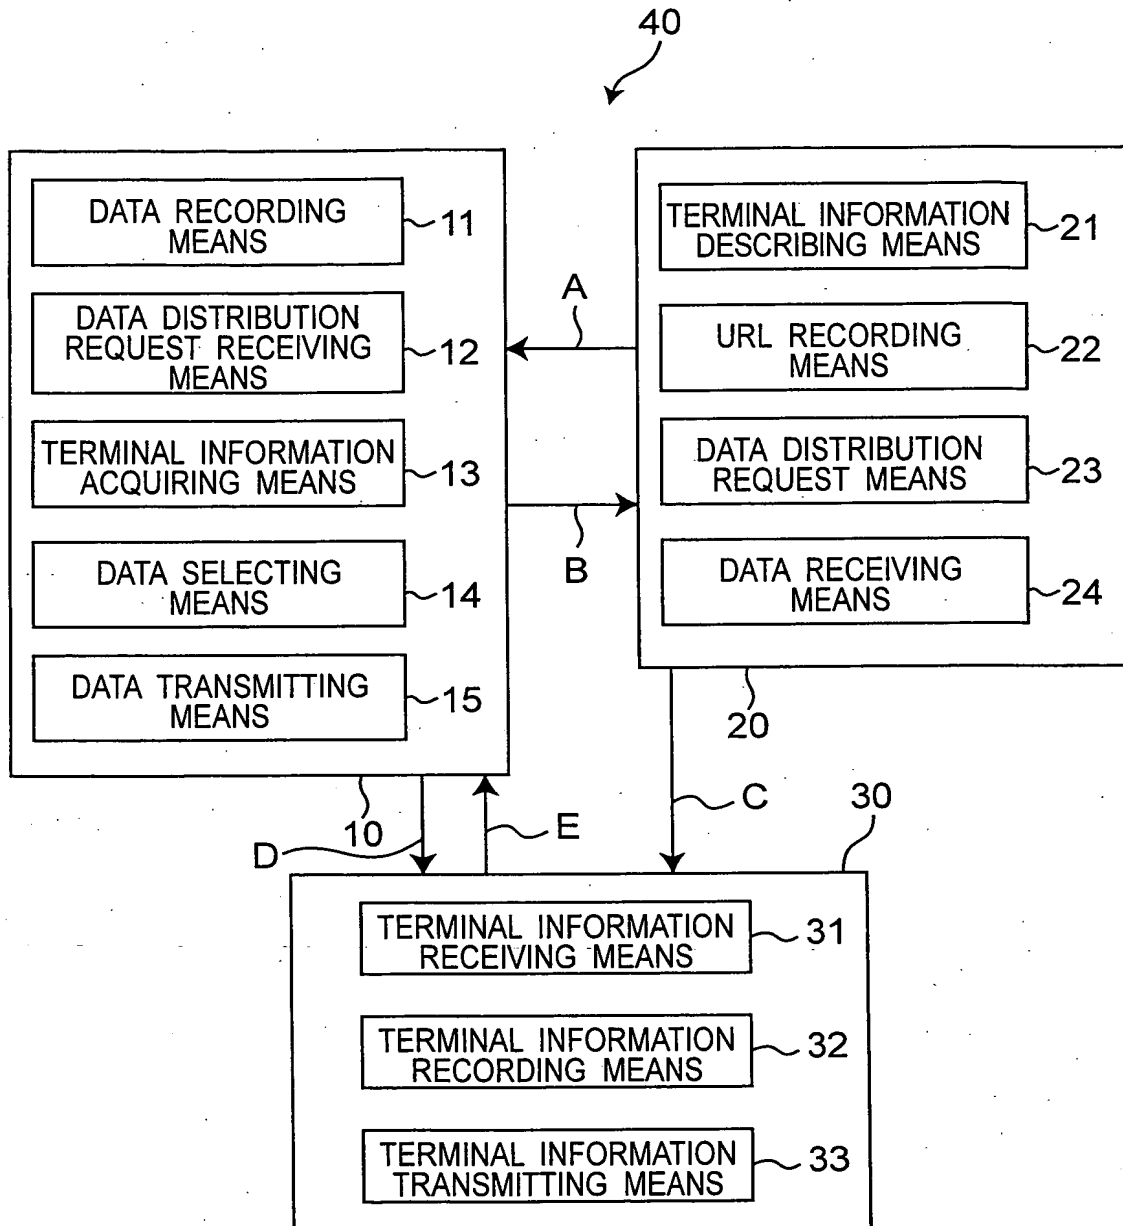 40
DATA RECORDING
MEANS
11
DATA DISTRIBUTION
REQUEST RECEIVING
MEANS
12
TERMINAL INFORMATION
ACQUIRING MEANS
13
DATA SELECTING
MEANS
14
DATA TRANSMITTING
MEANS
15
10
A
B
TERMINAL INFORMATION
DESCRIBING MEANS
21
URL RECORDING
MEANS
22
DATA DISTRIBUTION
REQUEST MEANS
23
DATA RECEIVING
MEANS
24
20
D
E
C
30
TERMINAL INFORMATION
RECEIVING MEANS
31
TERMINAL INFORMATION
RECORDING MEANS
32
TERMINAL INFORMATION
TRANSMITTING MEANS
33